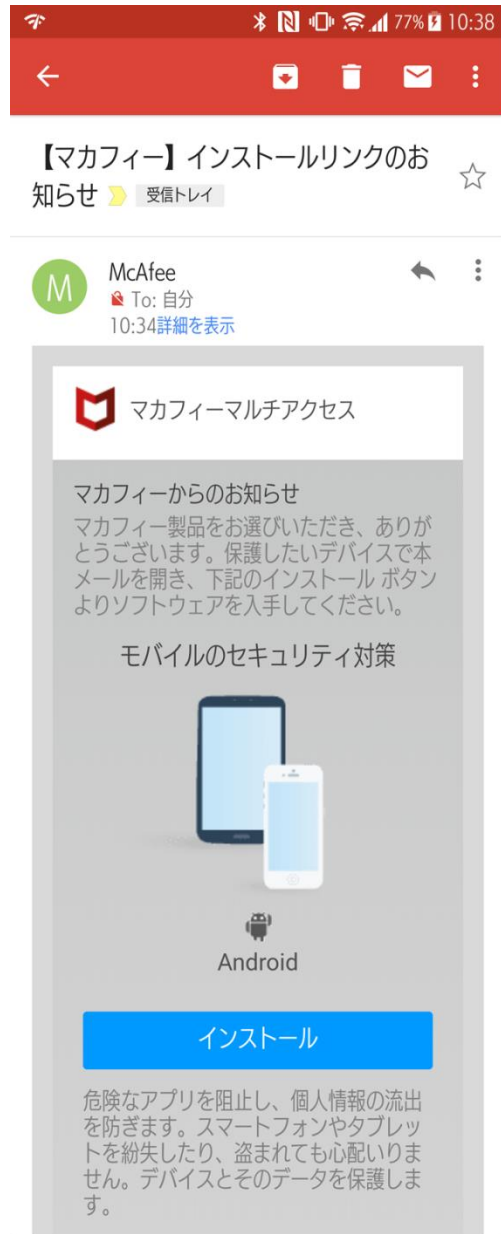 77% 10:38
【マカフィー】インストールリンクのお
知らせ 受信トレイ
M
McAfee
To: 自分
10:34詳細を表示
マカフィーマルチアクセス
マカフィーからのお知らせ
マカフィー製品をお選びいただき、ありが
とうございます。保護したいデバイスで本
メールを開き、下記のインストール ボタン
よりソフトウェアを入手してください。
モバイルのセキュリティ対策
Android
インストール
危険なアプリを阻止し、個人情報の流出
を防ぎます。スマートフォンやタブレッ
トを紛失したり、盗まれても心配いりま
せん。デバイスとそのデータを保護しま
す。